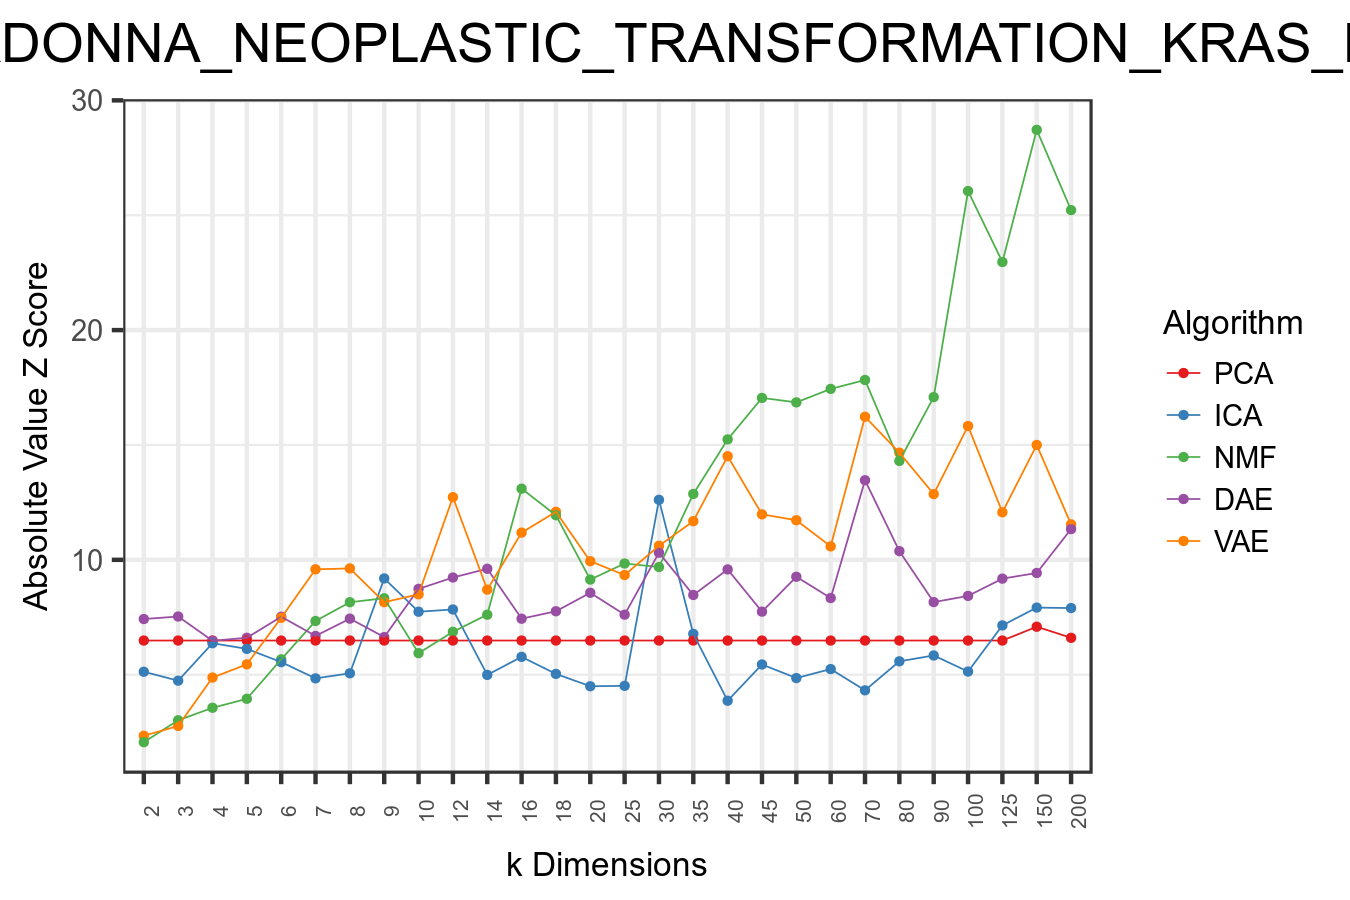 DONNA_NEOPLASTIC_TRANSFORMATION_KRAS_
30
20
10
Absolute Value Z Score
2 3 4 5 6 7 8 9 10 12 14 16 18 20 25 30 35 40 45 50 60 70 80 90 100 125 150 200
k Dimensions
Algorithm
PCA
ICA
NMF
DAE
VAE